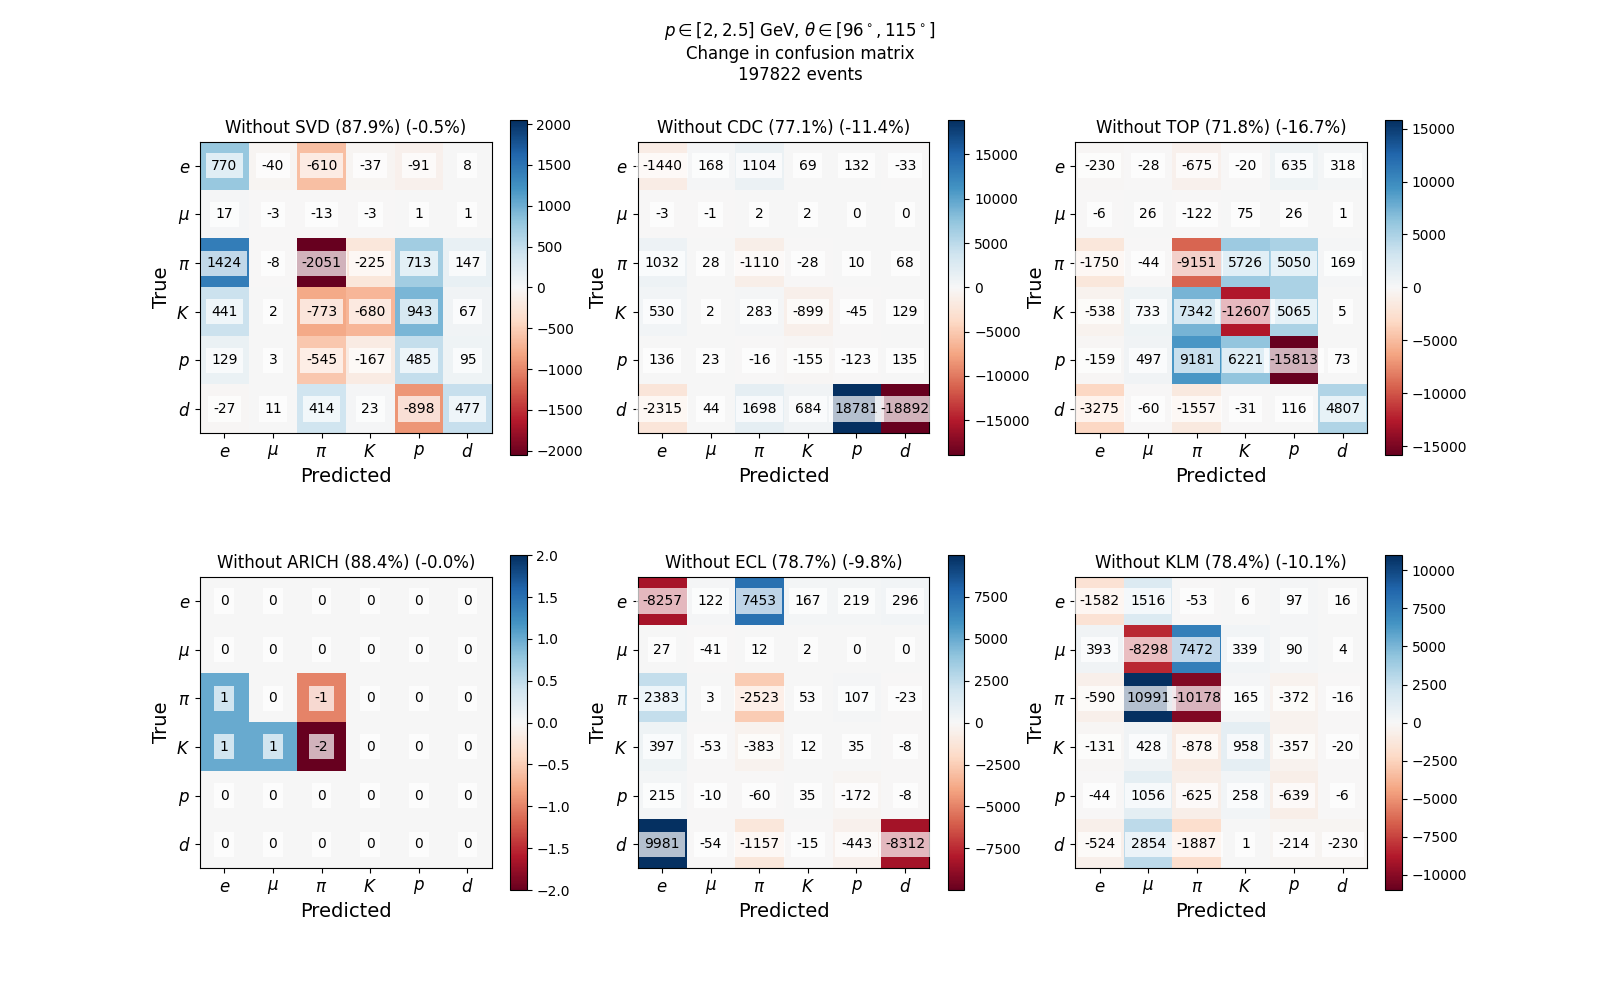 p ∈ [2, 2.5] GeV, θ ∈ [96°, 115°]
Change in confusion matrix
197822 events
Without SVD (87.9%) (-0.5%)
True
e 770 -40 -610 -37 -91 8
μ 17 -3 -13 -3 1 1
π 1424 -8 -2051 -225 713 147
K 441 2 -773 -680 943 67
p 129 3 -545 -167 485 95
d -27 11 414 23 -898 477
e μ π K p d
Predicted
2000
1500
1000
500
0
−500
−1000
−1500
−2000
Without CDC (77.1%) (-11.4%)
True
-1440 168 1104 69 132 -33
-3 -1 2 2 0 0
1032 28 -1110 -28 10 68
530 2 283 -899 -45 129
136 23 -16 -155 -123 135
-2315 44 1698 684 18781 -18892
e μ π K p d
Predicted
e
μ
π
K
p
d
15000
10000
5000
0
−5000
−10000
−15000
Without TOP (71.8%) (-16.7%)
True
e -230 -28 -675 -20 635 318
μ -6 26 -122 75 26 1
π -1750 -44 -9151 5726 5050 169
K -538 733 7342 -12607 5065 5
p -159 497 9181 6221 -15813 73
d -3275 -60 -1557 -31 116 4807
e μ π K p d
Predicted
15000
10000
5000
0
−5000
−10000
−15000
Without ARICH (88.4%) (-0.0%)
True
e 0 0 0 0 0 0
μ 0 0 0 0 0 0
π 1 0 -1 0 0 0
K 1 1 -2 0 0 0
p 0 0 0 0 0 0
d 0 0 0 0 0 0
e μ π K p d
Predicted
2.0
1.5
1.0
0.5
0.0
−0.5
−1.0
−1.5
−2.0
Without ECL (78.7%) (-9.8%)
True
e -8257 122 7453 167 219 296
μ 27 -41 12 2 0 0
π 2383 3 -2523 53 107 -23
K 397 -53 -383 12 35 -8
p 215 -10 -60 35 -172 -8
d 9981 -54 -1157 -15 -443 -8312
e μ π K p d
Predicted
7500
5000
2500
0
−2500
−5000
−7500
Without KLM (78.4%) (-10.1%)
True
e -1582 1516 -53 6 97 16
μ 393 -8298 7472 339 90 4
π -590 10991 -10178 165 -372 -16
K -131 428 -878 958 -357 -20
p -44 1056 -625 258 -639 -6
d -524 2854 -1887 1 -214 -230
e μ π K p d
Predicted
10000
7500
5000
2500
0
−2500
−5000
−7500
−10000